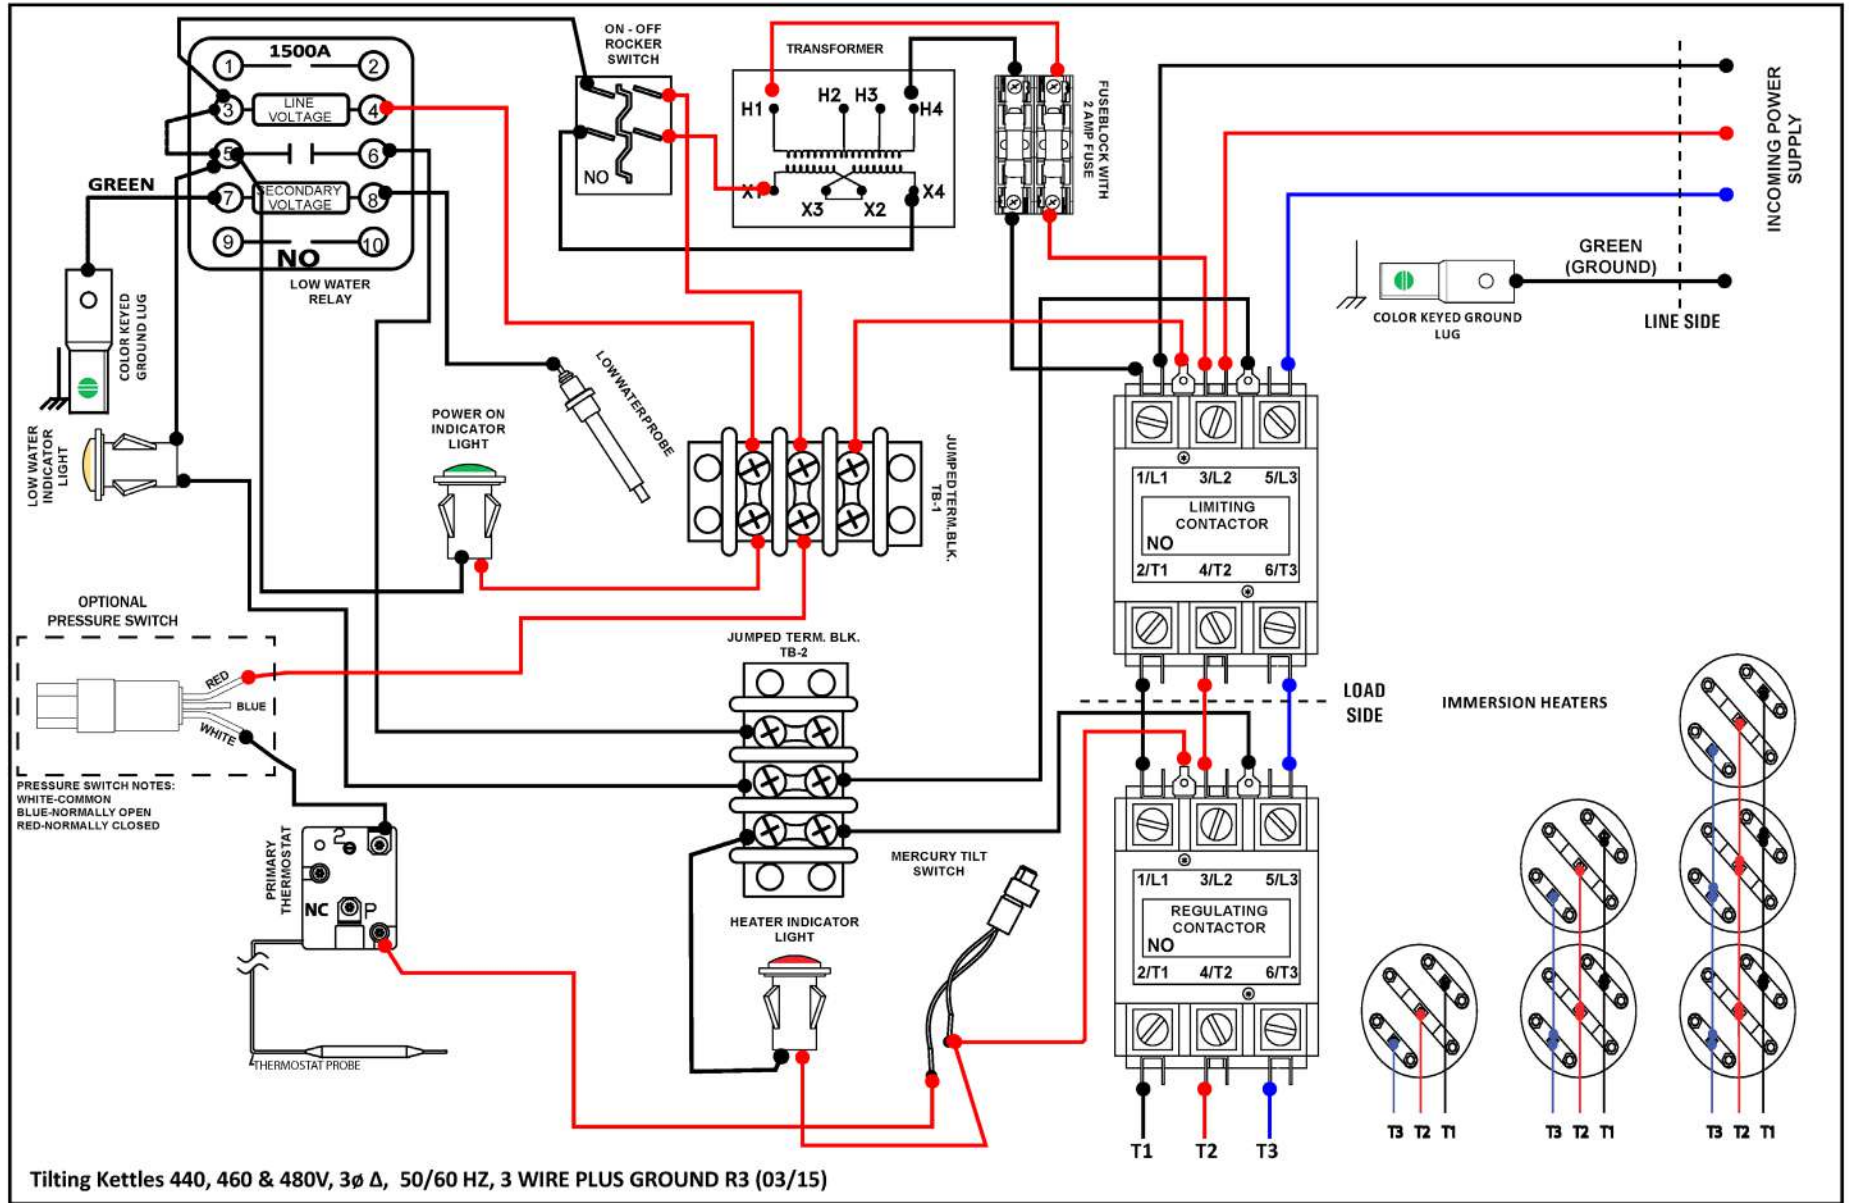 1500A
1 2
3 LINE VOLTAGE 4
5 6
7 SECONDARY VOLTAGE 8
9 10
NO
LOW WATER
RELAY
GREEN
COLOR KEYED
GROUND LUG
LOW WATER
INDICATOR
LIGHT
ON - OFF
ROCKER
SWITCH
NO
TRANSFORMER
H1 H2 H3 H4
X1 X3 X2 X4
FUSEBLOCK WITH
2 AMP FUSE
INCOMING POWER
SUPPLY
GREEN
(GROUND)
COLOR KEYED GROUND
LUG
LINE SIDE
LOW WATER PROBE
POWER ON
INDICATOR
LIGHT
JUMPED TERM. BLK.
TB-1
1/L1 3/L2 5/L3
LIMITING
CONTACTOR
NO
2/T1 4/T2 6/T3
OPTIONAL
PRESSURE SWITCH
RED
BLUE
WHITE
PRESSURE SWITCH NOTES:
WHITE-COMMON
BLUE-NORMALLY OPEN
RED-NORMALLY CLOSED
JUMPED TERM. BLK.
TB-2
LOAD
SIDE
IMMERSION HEATERS
PRIMARY
THERMOSTAT
2
NC
P
THERMOSTAT PROBE
HEATER INDICATOR
LIGHT
MERCURY TILT
SWITCH
1/L1 3/L2 5/L3
REGULATING
CONTACTOR
NO
2/T1 4/T2 6/T3
T1 T2 T3
T3 T2 T1
T3 T2 T1
T3 T2 T1
Tilting Kettles 440, 460 & 480V, 3ø Δ, 50/60 HZ, 3 WIRE PLUS GROUND R3 (03/15)